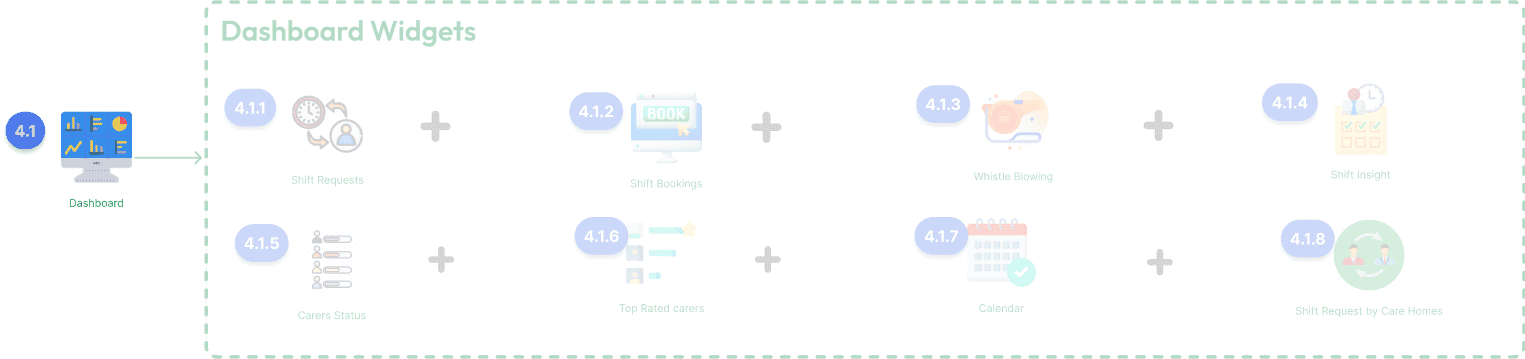 Dashboard Widgets
4.1
Dashboard
4.1.1
Shift Requests
4.1.2
BOOK
Shift Bookings
4.1.3
Whistle Blowing
4.1.4
Shift Insight
4.1.5
Carers Status
4.1.6
Top Rated carers
4.1.7
Calendar
4.1.8
Shift Request by Care Homes